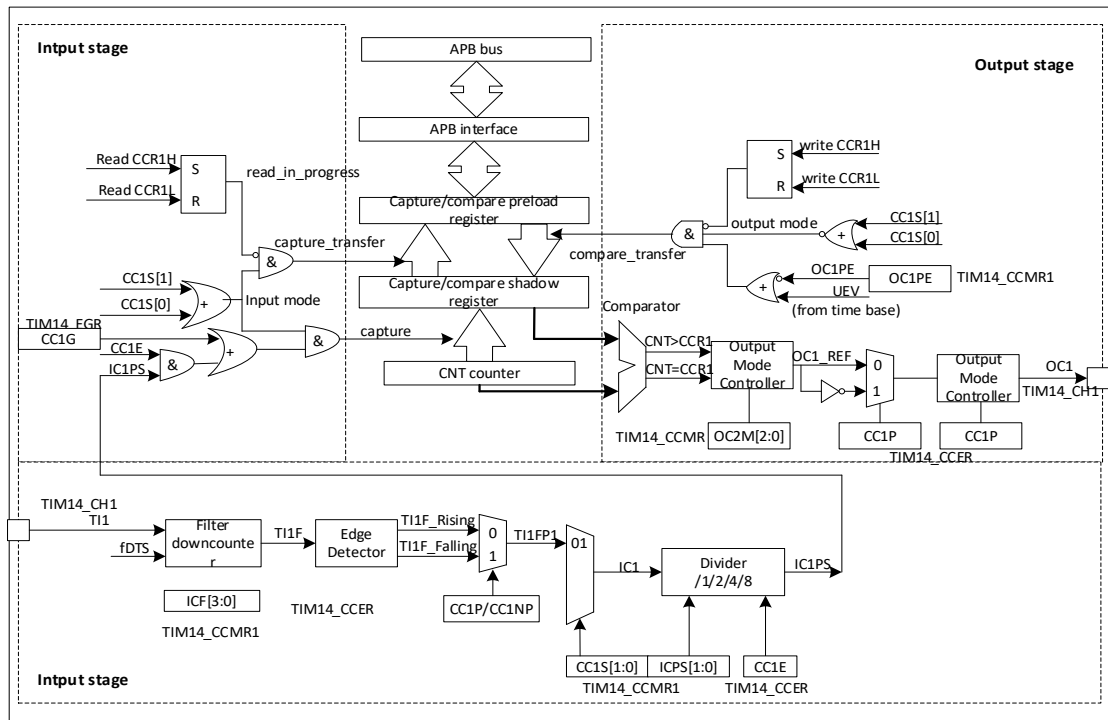 Intput stage
APB bus
Output stage
APB interface
Read CCR1H
Read CCR1L
S
R
read_in_progress
Capture/compare preload
register
S
R
write CCR1H
write CCR1L
capture_transfer
&
compare_transfer
&
output mode
+
CC1S[1]
CC1S[0]
CC1S[1]
CC1S[0]
+
Input mode
Capture/compare shadow
register
+
OC1PE
UEV
(from time base)
OC1PE
TIM14_CCMR1
TIM14_EGR
CC1G
CC1E
IC1PS
&
+
&
capture
CNT counter
Comparator
CNT>CCR1
CNT=CCR1
Output
Mode
Controller
OC1_REF
0
1
Output
Mode
Controller
OC1
TIM14_CH1
TIM14_CCMR
OC2M[2:0]
CC1P
CC1P
TIM14_CCER
TIM14_CH1
TI1
fDTS
Filter
downcounte
r
TI1F
Edge
Detector
TI1F_Rising
TI1F_Falling
0
1
TI1FP1
01
IC1
Divider
/1/2/4/8
IC1PS
ICF[3:0]
TIM14_CCMR1
TIM14_CCER
CC1P/CC1NP
CC1S[1:0]
ICPS[1:0]
CC1E
TIM14_CCMR1
TIM14_CCER
Intput stage